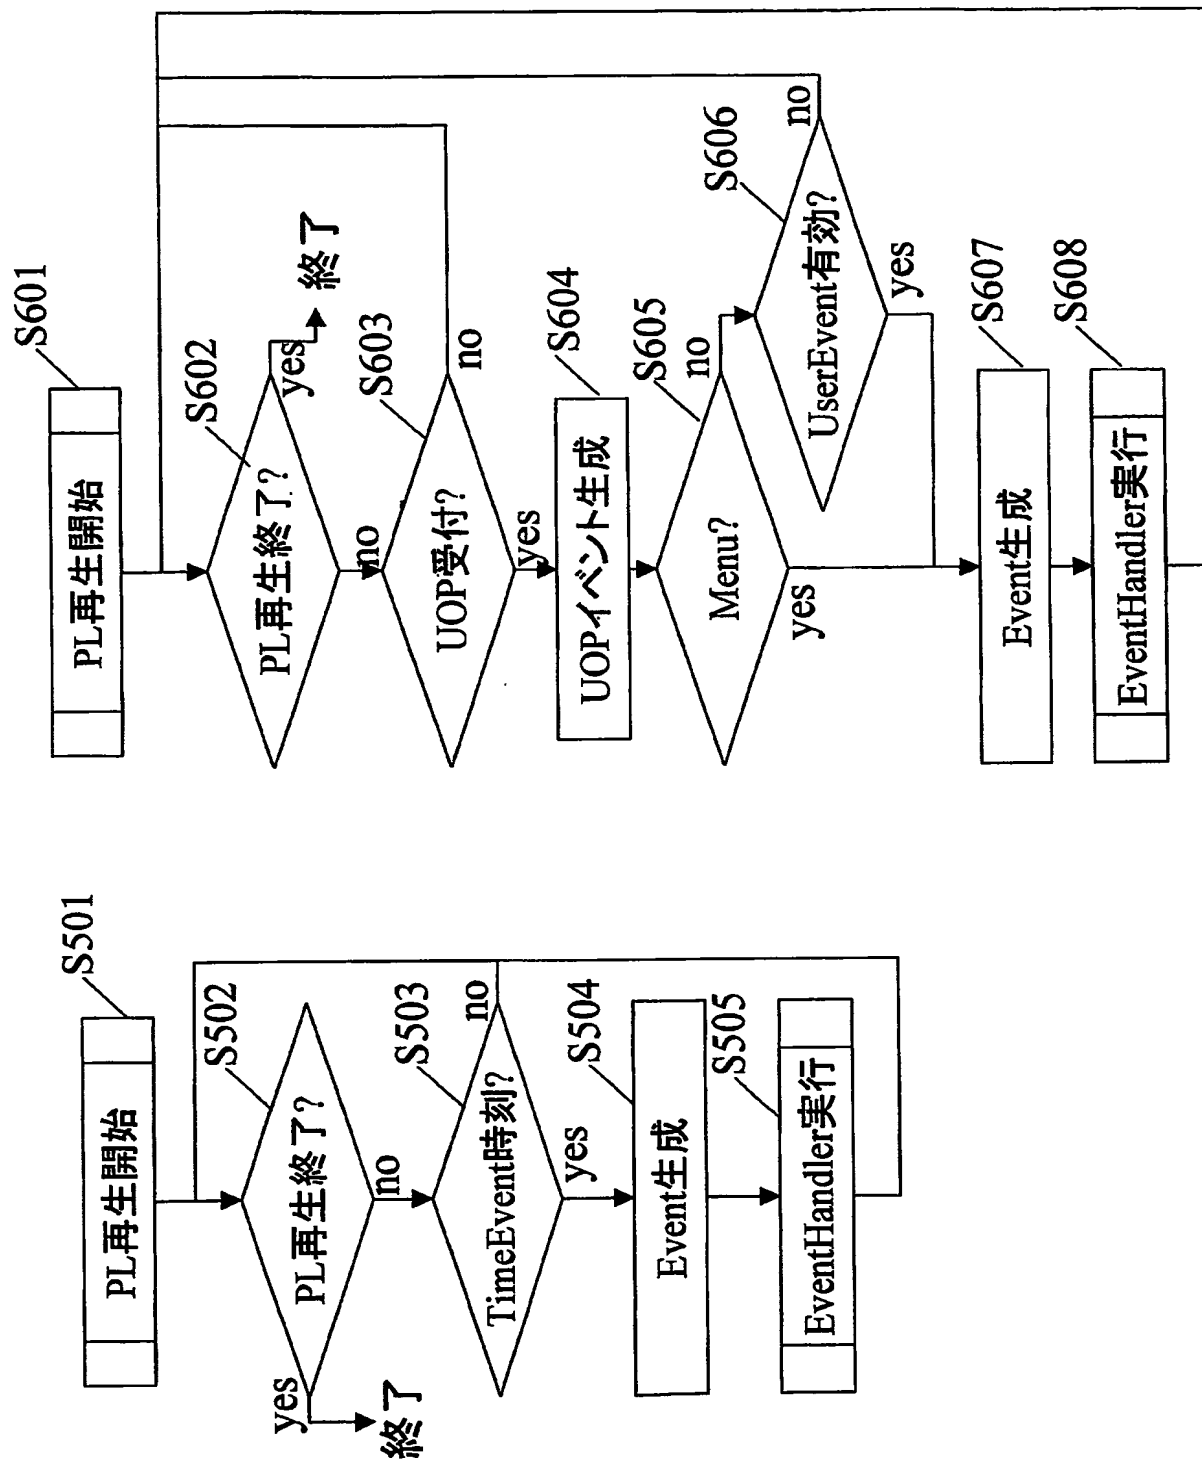 S501
PL再生開始
S502
PL再生終了?
yes
終了
no
S503
TimeEvent時刻?
no
yes
S504
Event生成
S505
EventHandler実行
S601
PL再生開始
S602
PL再生終了?
yes
終了
no
S603
UOP受付?
no
yes
S604
UOPイベント生成
S605
Menu?
no
yes
S606
UserEvent有効?
no
yes
S607
Event生成
S608
EventHandler実行